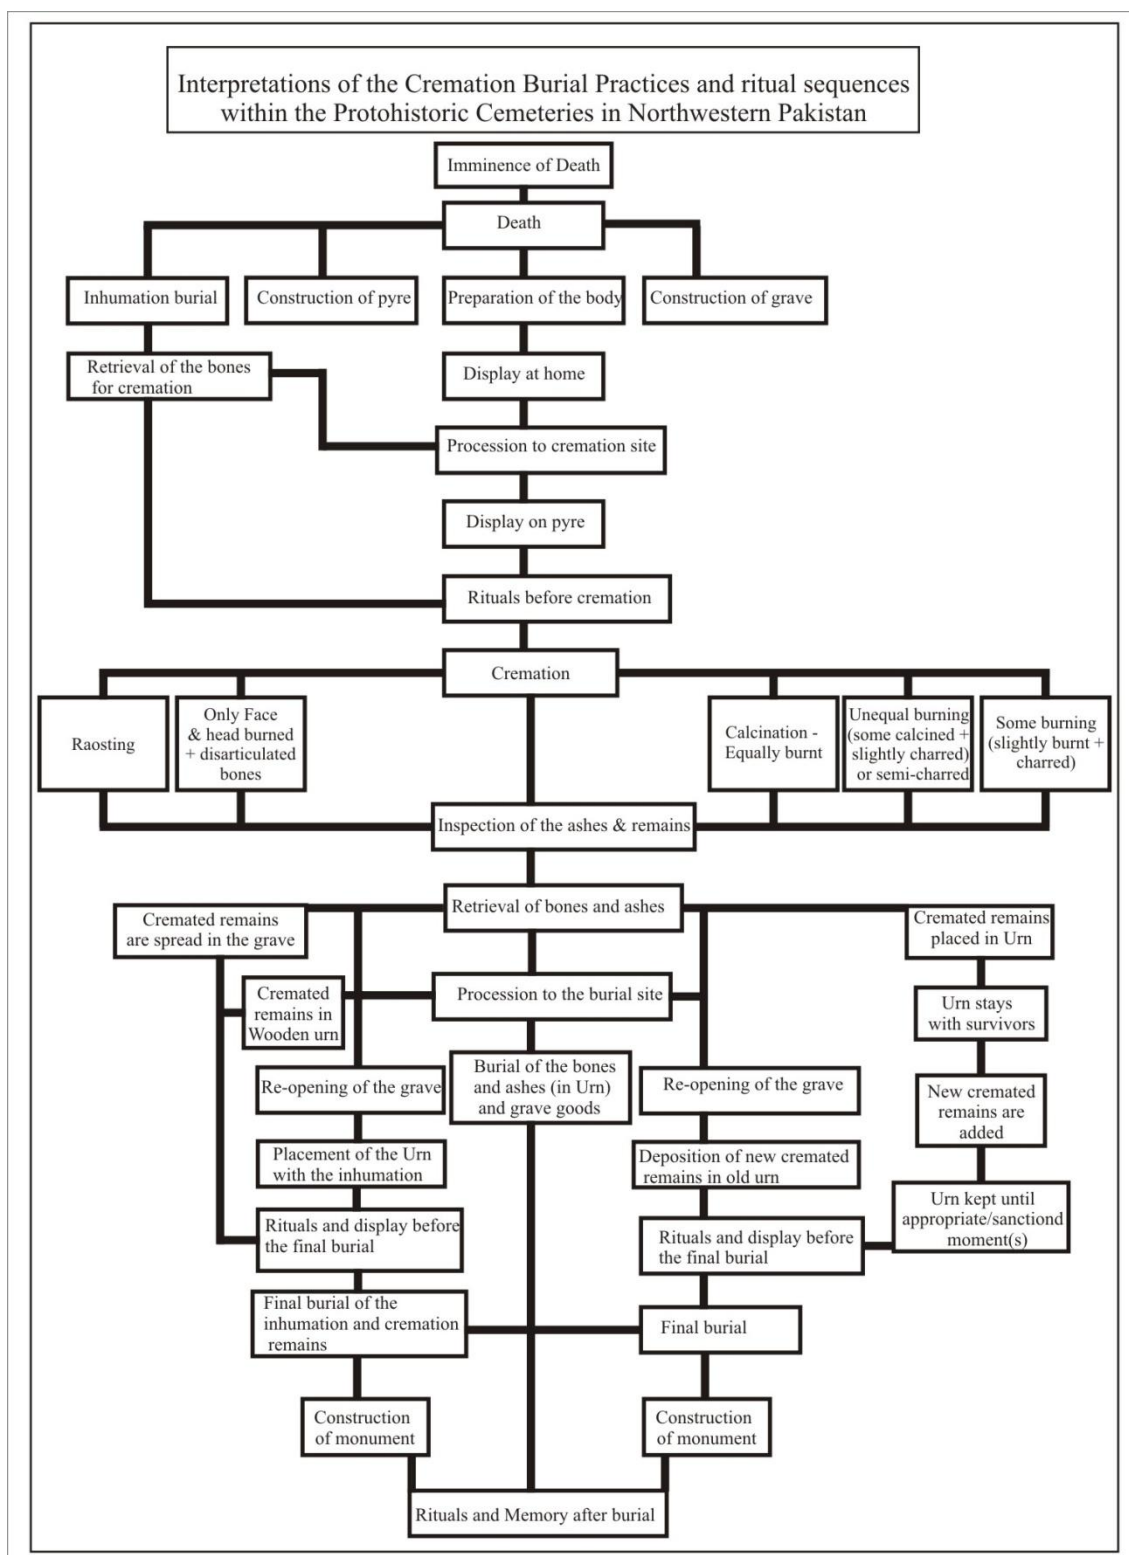 Interpretations of the Cremation Burial Practices and ritual sequences
within the Protohistoric Cemeteries in Northwestern Pakistan
Imminence of Death
Death
Inhumation burial
Construction of pyre
Preparation of the body
Construction of grave
Retrieval of the bones
for cremation
Display at home
Procession to cremation site
Display on pyre
Rituals before cremation
Cremation
Raosting
Only Face
& head burned
+ disarticulated
bones
Calcination -
Equally burnt
Unequal burning
(some calcined +
slightly charred)
or semi-charred
Some burning
(slightly burnt +
charred)
Inspection of the ashes & remains
Retrieval of bones and ashes
Cremated remains
are spread in the grave
Cremated remains
placed in Urn
Cremated
remains in
Wooden urn
Procession to the burial site
Urn stays
with survivors
Re-opening of the grave
Burial of the bones
and ashes (in Urn)
and grave goods
Re-opening of the grave
New cremated
remains are
added
Placement of the Urn
with the inhumation
Deposition of new cremated
remains in old urn
Urn kept until
appropriate/sanctiond
moment(s)
Rituals and display before
the final burial
Rituals and display before
the final burial
Final burial of the
inhumation and cremation
remains
Final burial
Construction
of monument
Construction
of monument
Rituals and Memory after burial